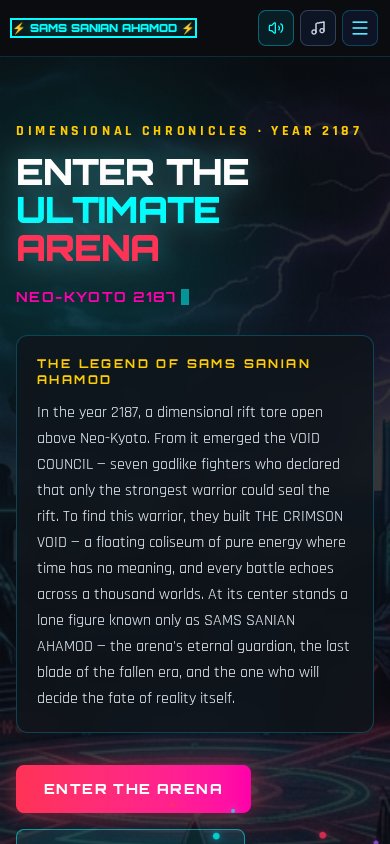 ⚡ SAMS SANIAN AHAMOD ⚡
DIMENSIONAL CHRONICLES · YEAR 2187
ENTER THE
ULTIMATE
ARENA
NEO-KYOTO 2187
THE LEGEND OF SAMS SANIAN
AHAMOD
In the year 2187, a dimensional rift tore open
above Neo-Kyoto. From it emerged the VOID
COUNCIL — seven godlike fighters who declared
that only the strongest warrior could seal the
rift. To find this warrior, they built THE CRIMSON
VOID — a floating coliseum of pure energy where
time has no meaning, and every battle echoes
across a thousand worlds. At its center stands a
lone figure known only as SAMS SANIAN
AHAMOD — the arena's eternal guardian, the last
blade of the fallen era, and the one who will
decide the fate of reality itself.
ENTER THE ARENA